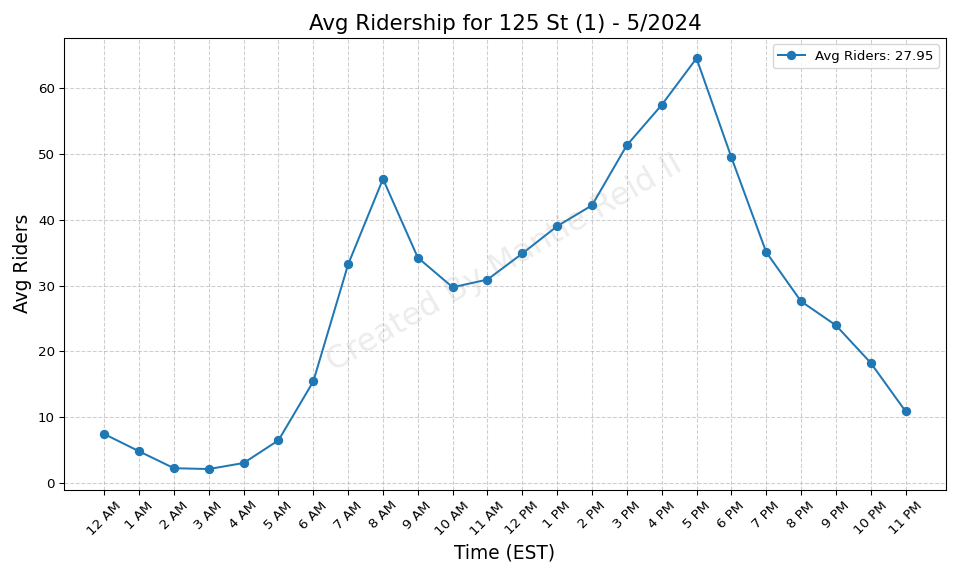 Avg Ridership for 125 St (1) - 5/2024
Avg Riders: 27.95
Avg Riders
60
50
40
30
20
10
0
12 AM
1 AM
2 AM
3 AM
4 AM
5 AM
6 AM
7 AM
8 AM
9 AM
10 AM
11 AM
12 PM
1 PM
2 PM
3 PM
4 PM
5 PM
6 PM
7 PM
8 PM
9 PM
10 PM
11 PM
Time (EST)
Created By Reid II